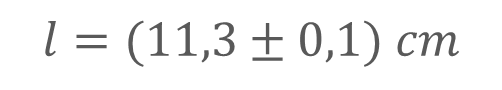 l = (11,3 ± 0,1) cm